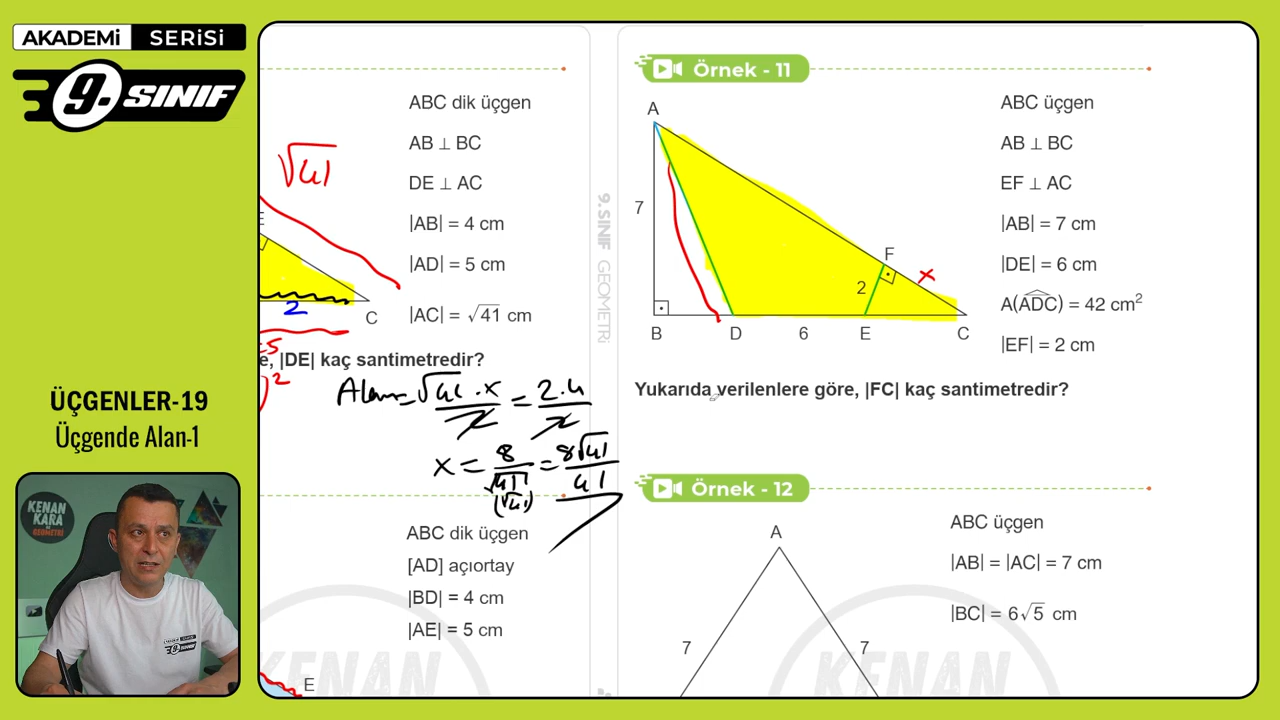 AKADEMİ SERİSİ
9. SINIF
ÜÇGENLER-19
Üçgende Alan-1
KENAN
KARA
GEOMETRİ
√41
E
2
C
ABC dik üçgen
AB ⊥ BC
DE ⊥ AC
|AB| = 4 cm
|AD| = 5 cm
|AC| = √41 cm
e, |DE| kaç santimetredir?
Alan = √41 . x / 2 = 2.4 / 2
x = 8 / √41 = 8√41 / 41
(√41)
ABC dik üçgen
[AD] açıortay
|BD| = 4 cm
|AE| = 5 cm
E
KENAN
9.SINIF GEOMETRİ
Örnek - 11
A
7
F
x
2
B
D
6
E
C
ABC üçgen
AB ⊥ BC
EF ⊥ AC
|AB| = 7 cm
|DE| = 6 cm
A(ADC) = 42 cm²
|EF| = 2 cm
Yukarıda verilenlere göre, |FC| kaç santimetredir?
Örnek - 12
A
7
7
ABC üçgen
|AB| = |AC| = 7 cm
|BC| = 6√5 cm
KENAN